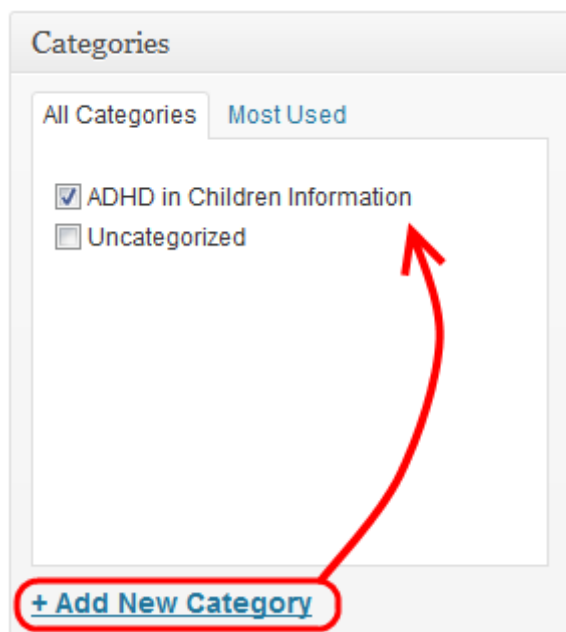 Categories
All Categories Most Used
ADHD in Children Information
Uncategorized
+ Add New Category